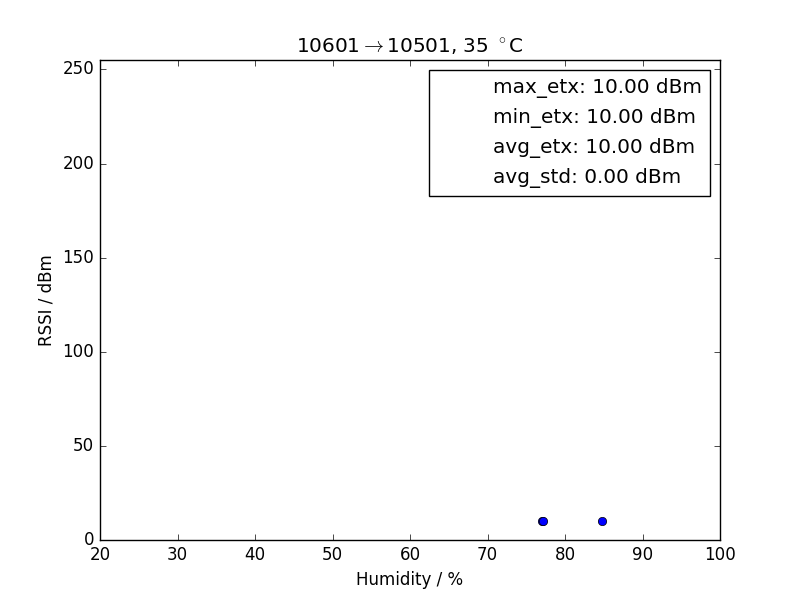 10601→10501, 35 °C
max_etx: 10.00 dBm
min_etx: 10.00 dBm
avg_etx: 10.00 dBm
avg_std: 0.00 dBm
RSSI / dBm
250
200
150
100
50
0
20 30 40 50 60 70 80 90 100
Humidity / %